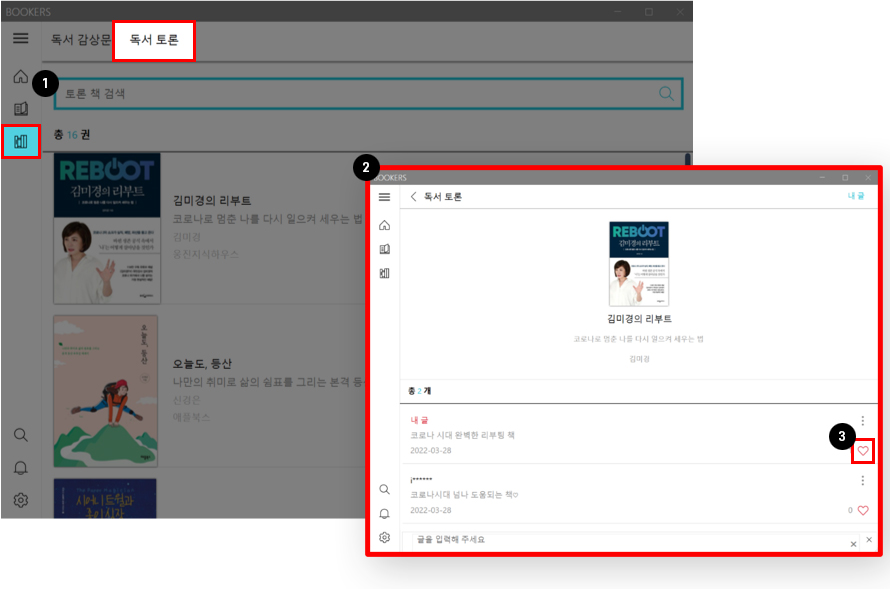 BOOKERS
독서 감상문 독서 토론
1
토론 책 검색
총 16 권
REBOOT
김미경의 리부트
김미경의 리부트
코로나로 멈춘 나를 다시 일으켜 세우는 법
김미경
웅진지식하우스
오늘도, 등산
오늘도, 등산
나만의 취미로 삶의 쉼표를 그리는 본격 등
신경은
애플북스
시어머니트월과
2
BOOKERS
독서 토론
내 글
REBOOT
김미경의 리부트
김미경의 리부트
코로나로 멈춘 나를 다시 일으켜 세우는 법
김미경
총 2 개
내 글
코로나 시대 완벽한 리부팅 책
2022-03-28
3
i******
코로나시대 넘나 도움되는 책♡
2022-03-28
0
글을 입력해 주세요